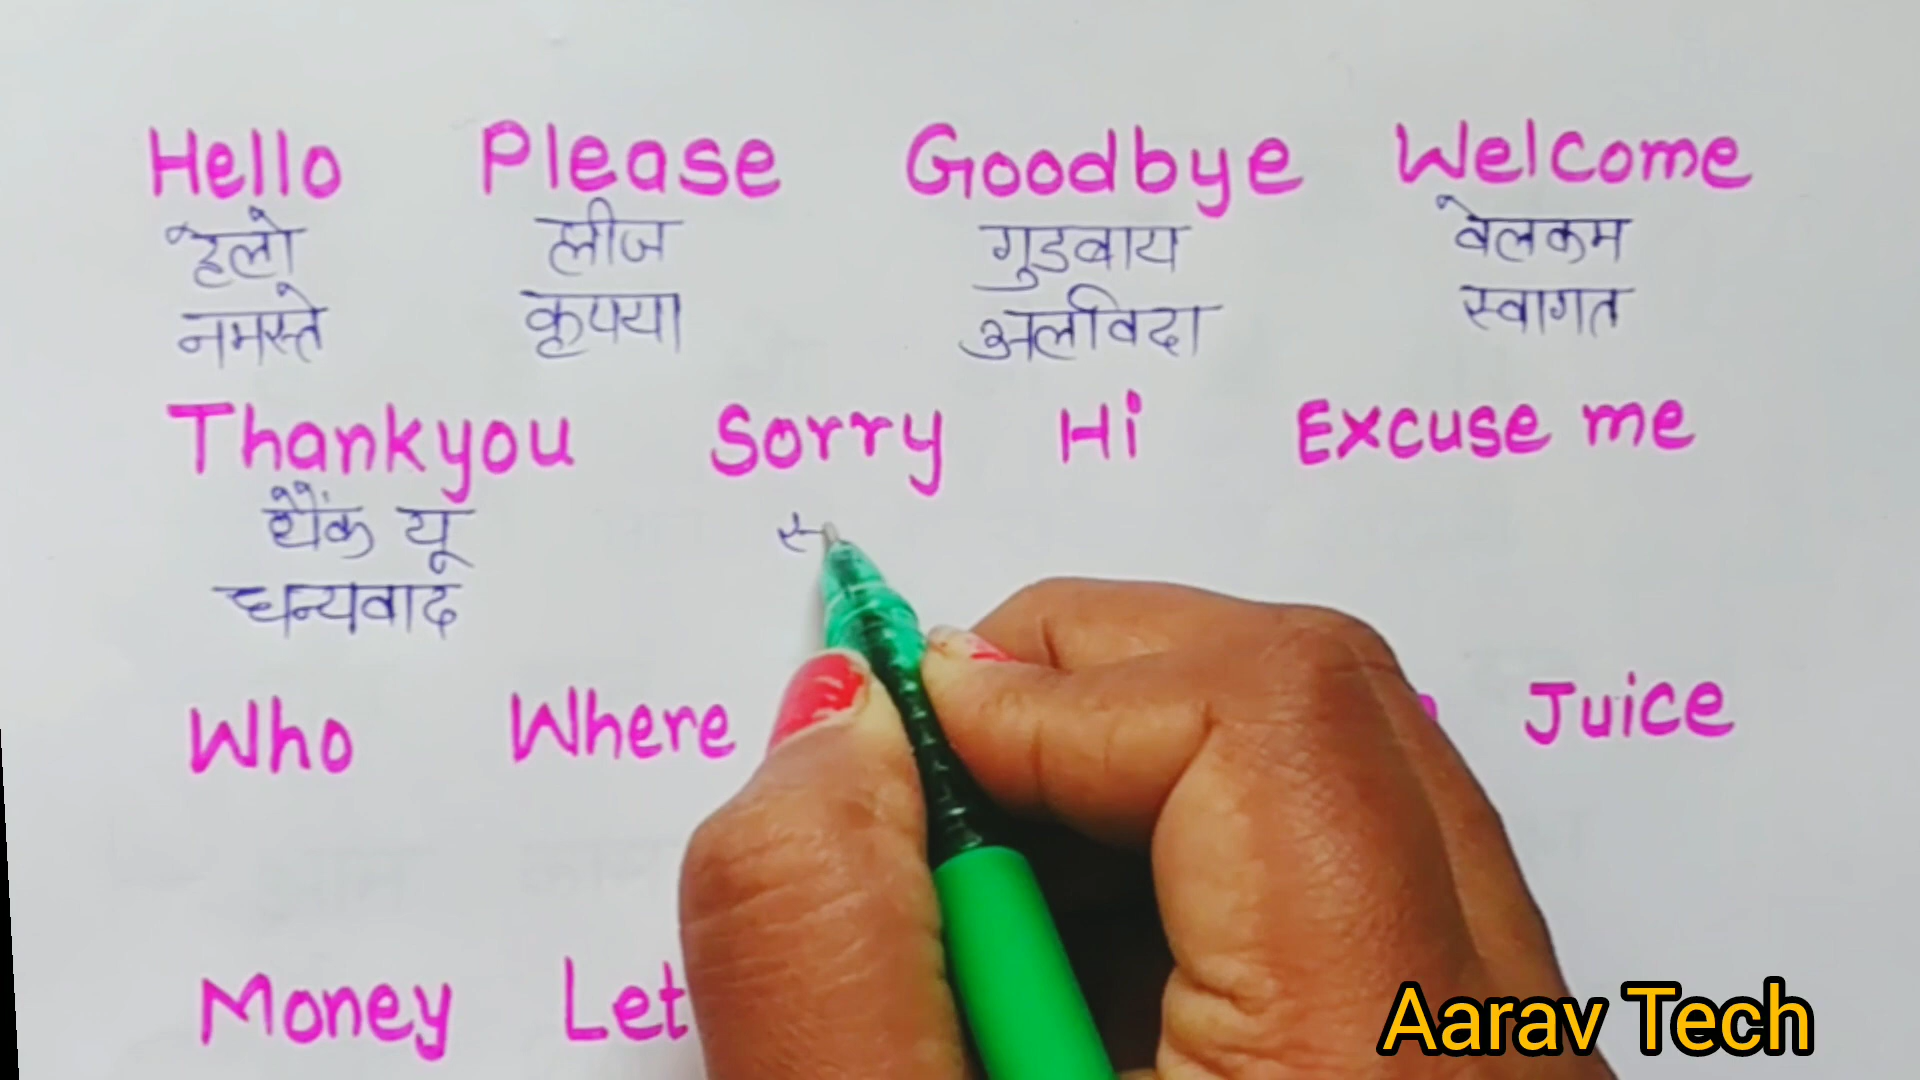 Hello Please Goodbye Welcome
हेलो लीज गुडबाय वेलकम
नमस्ते कृपया अलविदा स्वागत
Thankyou Sorry Hi Excuse me
थैंक यू
धन्यवाद
Who Where Juice
Money Let
Aarav Tech